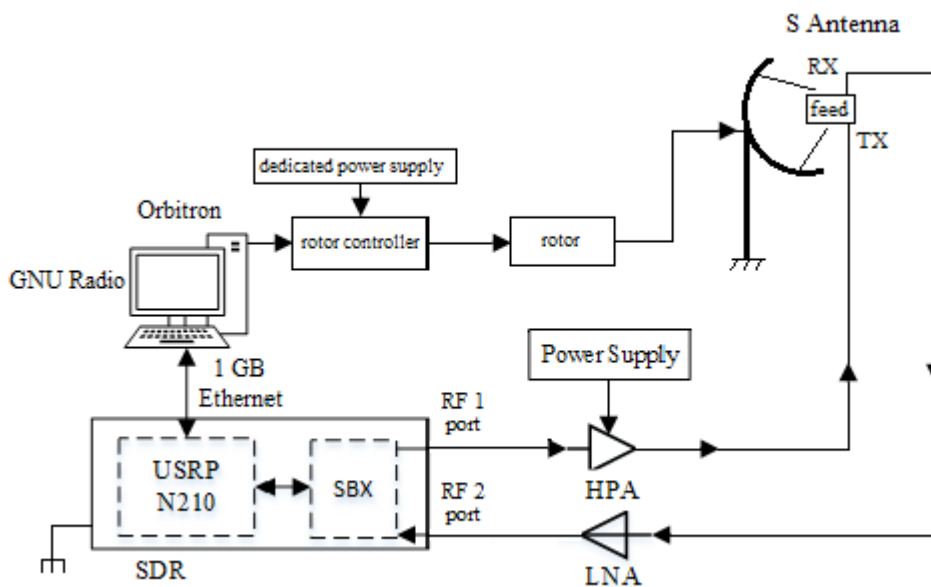 S Antenna
RX
feed
TX
dedicated power supply
Orbitron
rotor controller
rotor
GNU Radio
1 GB
Ethernet
Power Supply
RF 1
port
USRP
N210
SBX
HPA
RF 2
port
SDR
LNA